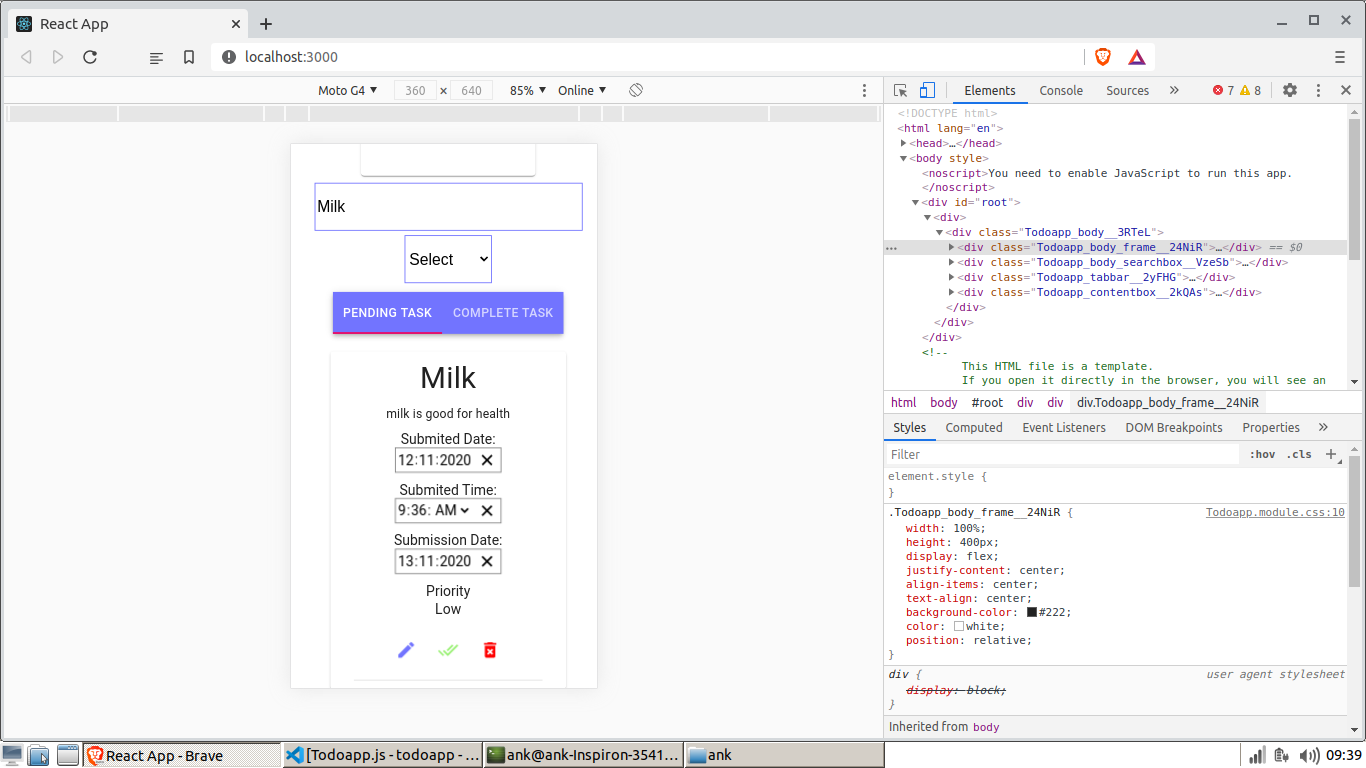 React App
localhost:3000
Moto G4 ▼ 360 × 640 85% ▼ Online ▼
Elements Console Sources » 7 8
<!DOCTYPE html>
<html lang="en">
<head>…</head>
<body style>
<noscript>You need to enable JavaScript to run this app.
</noscript>
<div id="root">
<div>
<div class="Todoapp_body__3RTeL">
<div class="Todoapp_body_frame__24NiR">…</div> == $0
<div class="Todoapp_body_searchbox__VzeSb">…</div>
<div class="Todoapp_tabbar__2yFHG">…</div>
<div class="Todoapp_contentbox__2kQAs">…</div>
</div>
</div>
</div>
<!--
This HTML file is a template.
If you open it directly in the browser, you will see an
html body #root div div div.Todoapp_body_frame__24NiR
Styles Computed Event Listeners DOM Breakpoints Properties »
Filter :hov .cls +
element.style {
}
.Todoapp_body_frame__24NiR { Todoapp.module.css:10
width: 100%;
height: 400px;
display: flex;
justify-content: center;
align-items: center;
text-align: center;
background-color: #222;
color: white;
position: relative;
}
div { user agent stylesheet
display: block;
}
Inherited from body
Milk
Select
PENDING TASK COMPLETE TASK
Milk
milk is good for health
Submited Date:
12:11:2020
Submited Time:
9:36: AM
Submission Date:
13:11:2020
Priority
Low
React App - Brave
[Todoapp.js - todoapp - ...
ank@ank-Inspiron-3541...
ank
09:39